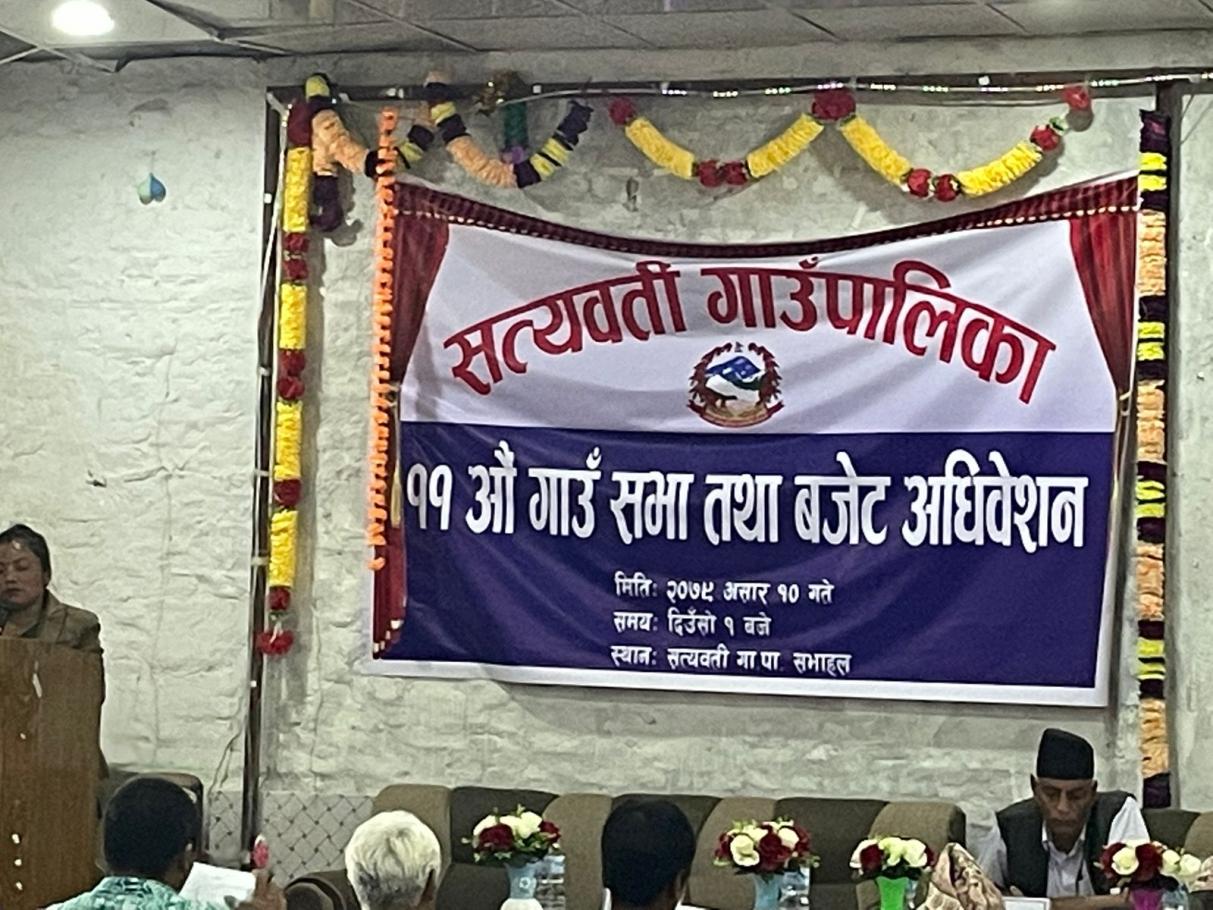 सत्यवती गाउँपालिका
११ औ गाउँ सभा तथा बजेट अधिवेशन
मिति: २०७९ असार १० गते
समय: दिउँसो १ बजे
स्थान: सत्यवती गा.पा. सभाहल